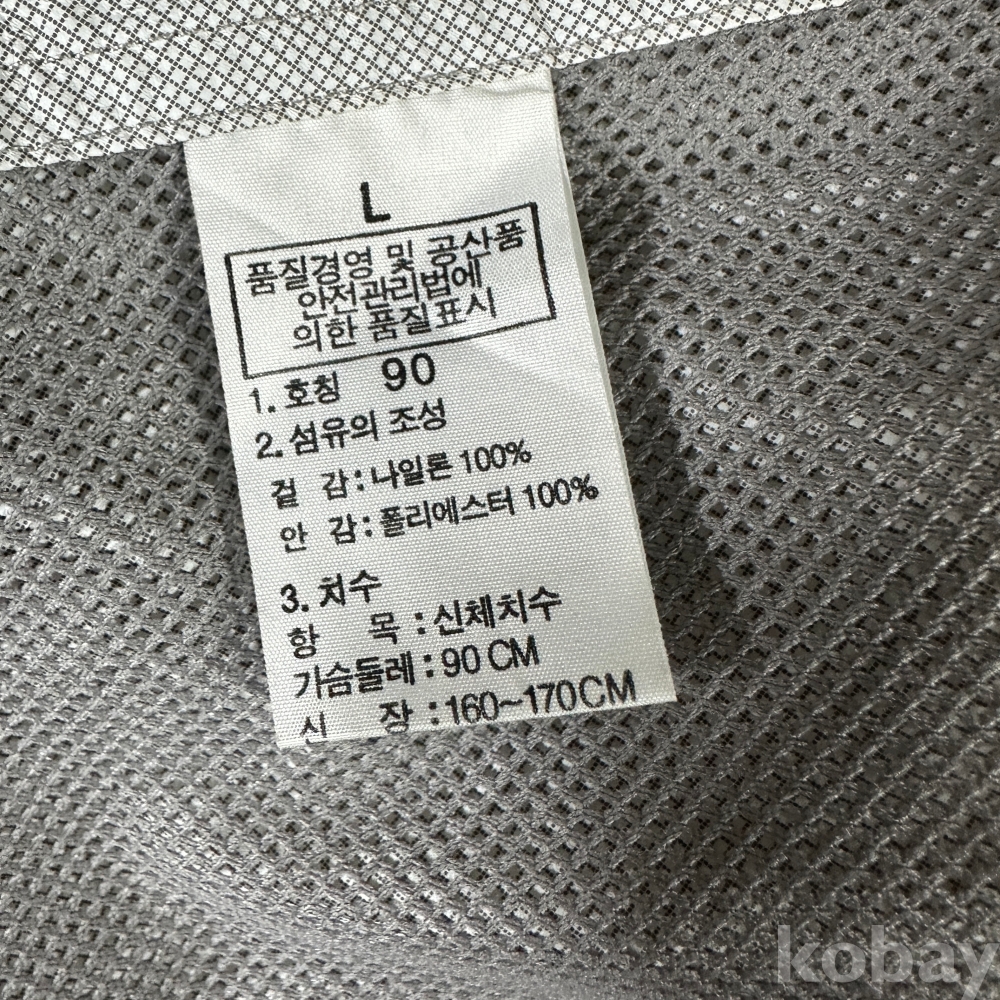 L
품질경영 및 공산품
안전관리법에
의한 품질표시
1. 호칭 90
2. 섬유의 조성
겉 감 : 나일론 100%
안 감 : 폴리에스터 100%
3. 치수
항 목 : 신체치수
가슴둘레 : 90 CM
신 장 : 160~170CM
kobay